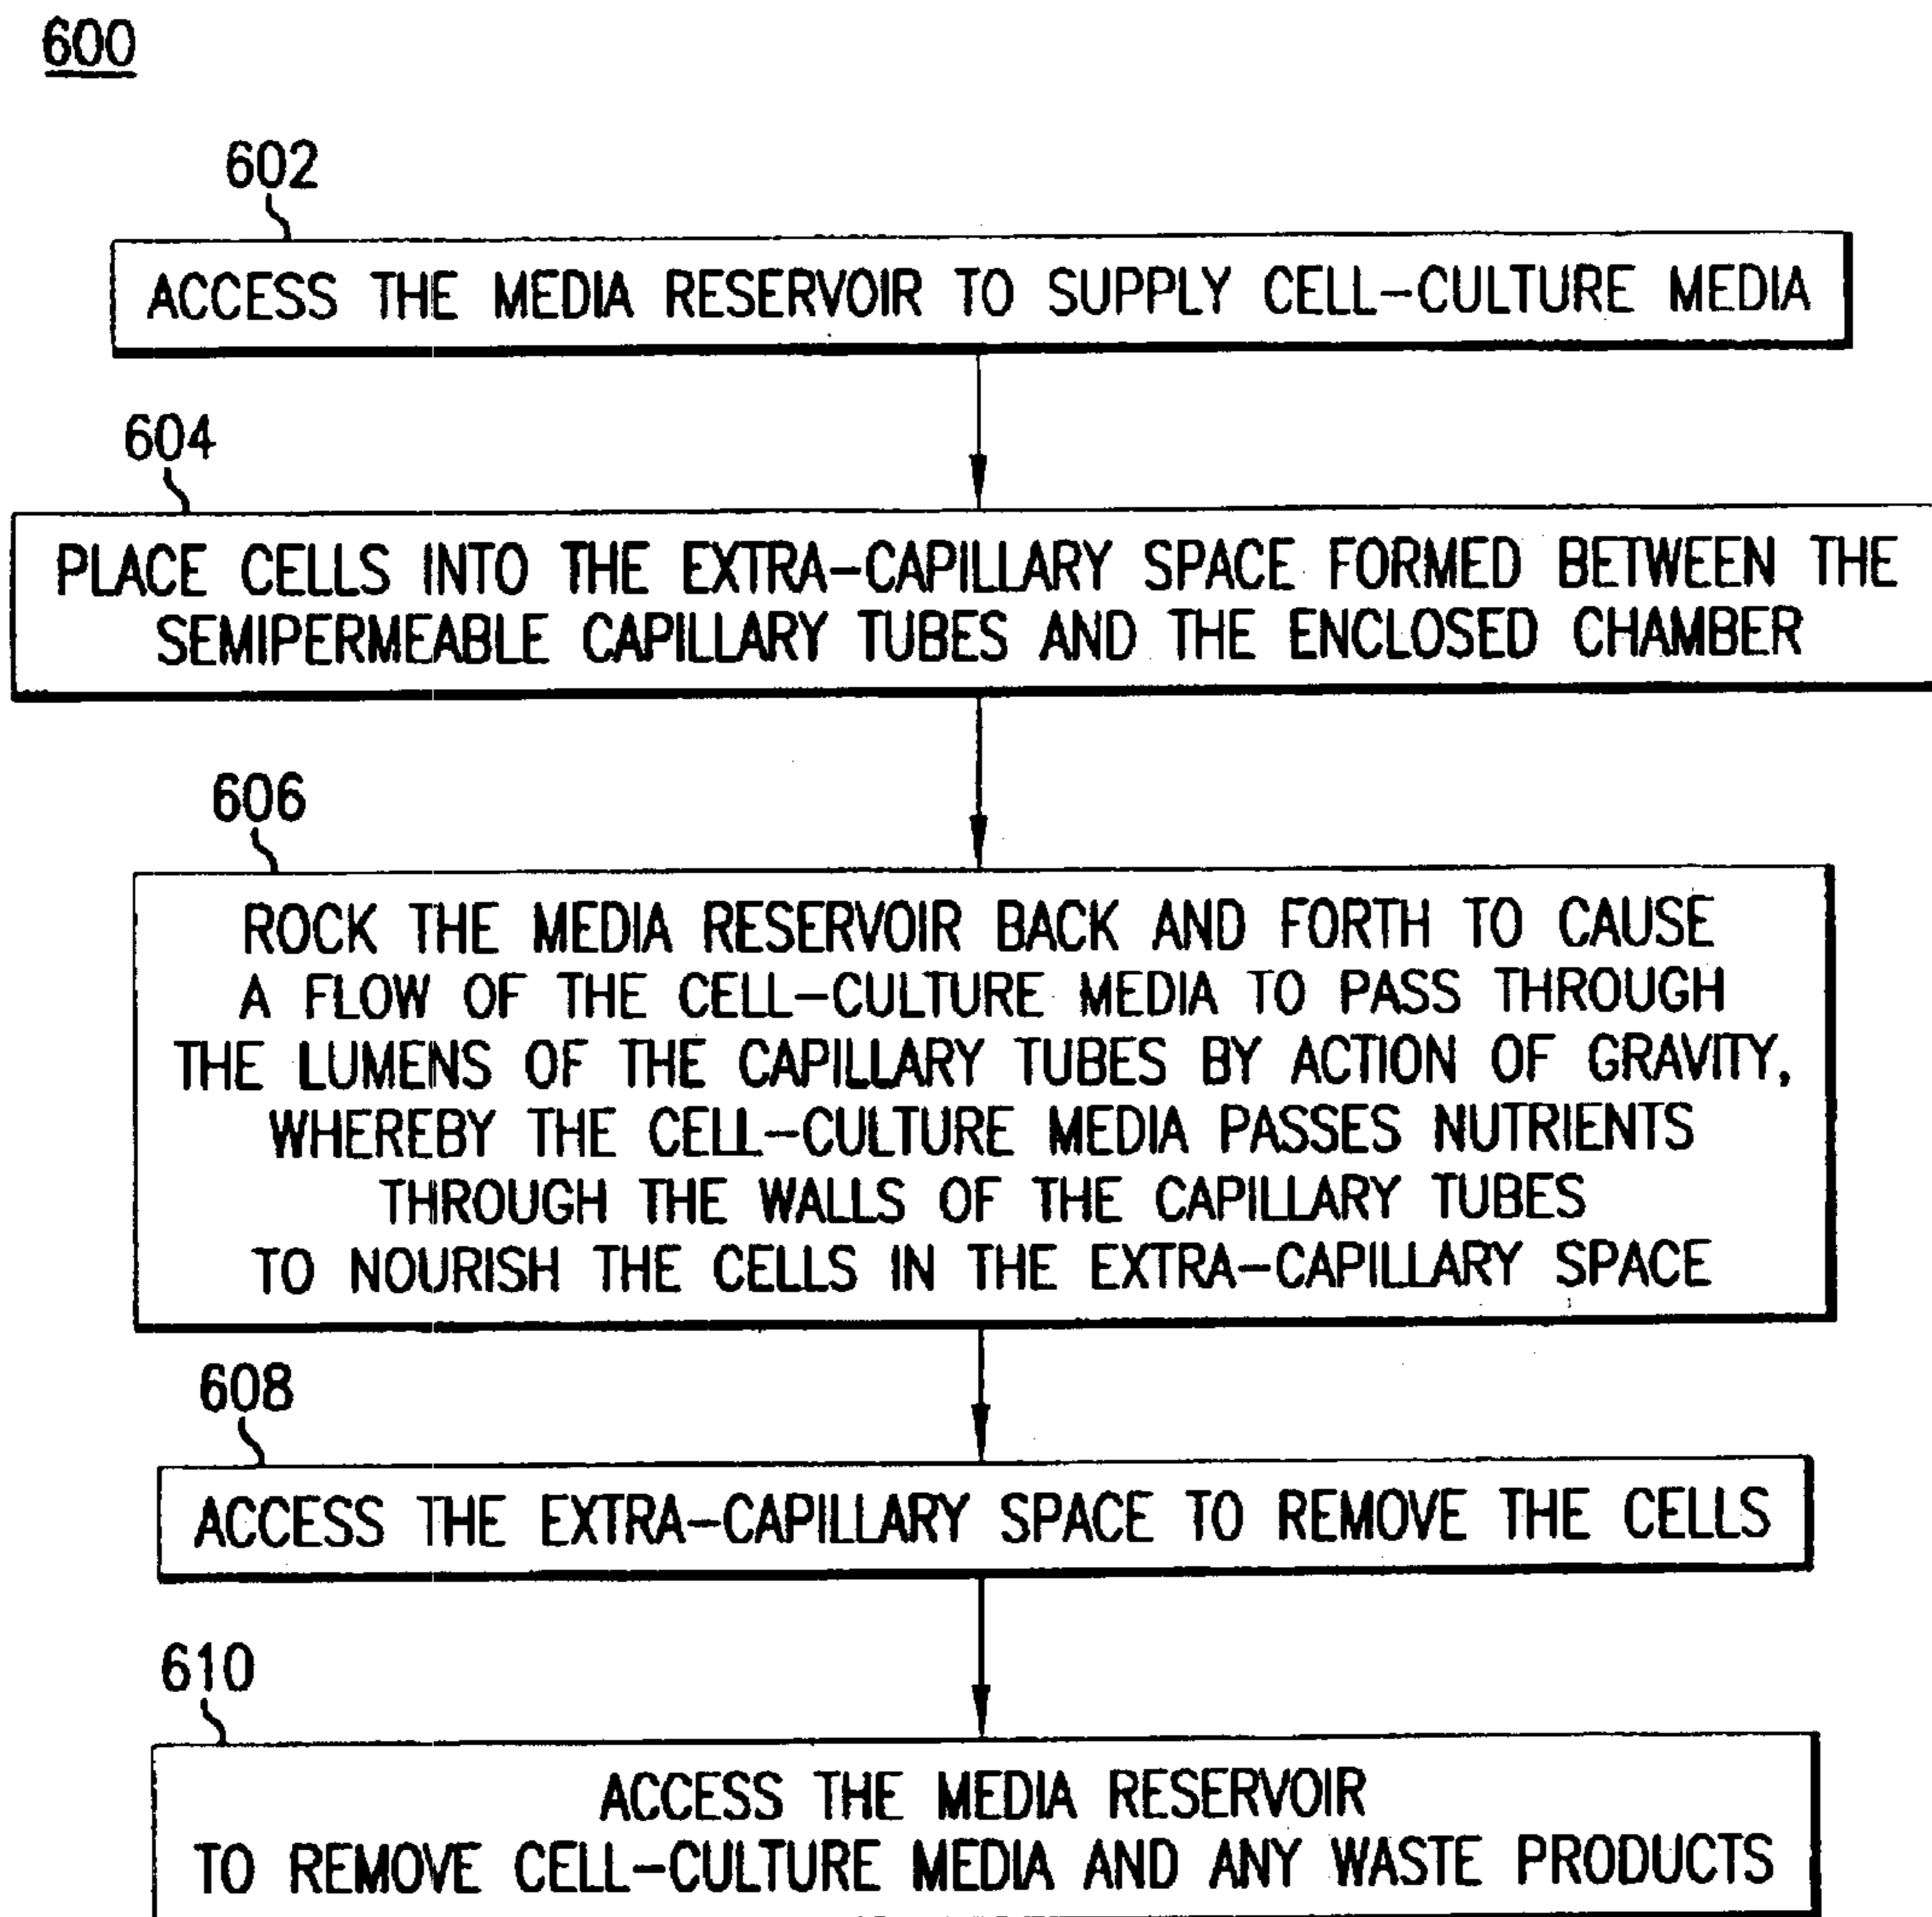 600
602
ACCESS THE MEDIA RESERVOIR TO SUPPLY CELL-CULTURE MEDIA
604
PLACE CELLS INTO THE EXTRA-CAPILLARY SPACE FORMED BETWEEN THE
SEMIPERMEABLE CAPILLARY TUBES AND THE ENCLOSED CHAMBER
606
ROCK THE MEDIA RESERVOIR BACK AND FORTH TO CAUSE
A FLOW OF THE CELL-CULTURE MEDIA TO PASS THROUGH
THE LUMENS OF THE CAPILLARY TUBES BY ACTION OF GRAVITY,
WHEREBY THE CELL-CULTURE MEDIA PASSES NUTRIENTS
THROUGH THE WALLS OF THE CAPILLARY TUBES
TO NOURISH THE CELLS IN THE EXTRA-CAPILLARY SPACE
608
ACCESS THE EXTRA-CAPILLARY SPACE TO REMOVE THE CELLS
610
ACCESS THE MEDIA RESERVOIR
TO REMOVE CELL-CULTURE MEDIA AND ANY WASTE PRODUCTS